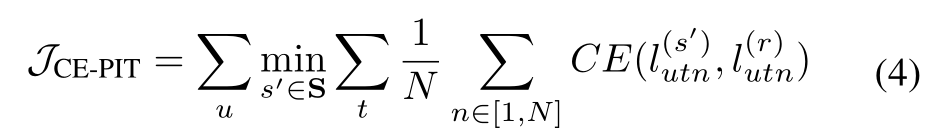 𝒥_CE-PIT = ∑_u min_{s′∈𝐒} ∑_t 1/N ∑_{n∈[1,N]} CE(l_{utn}^{(s′)}, l_{utn}^{(r)}) (4)